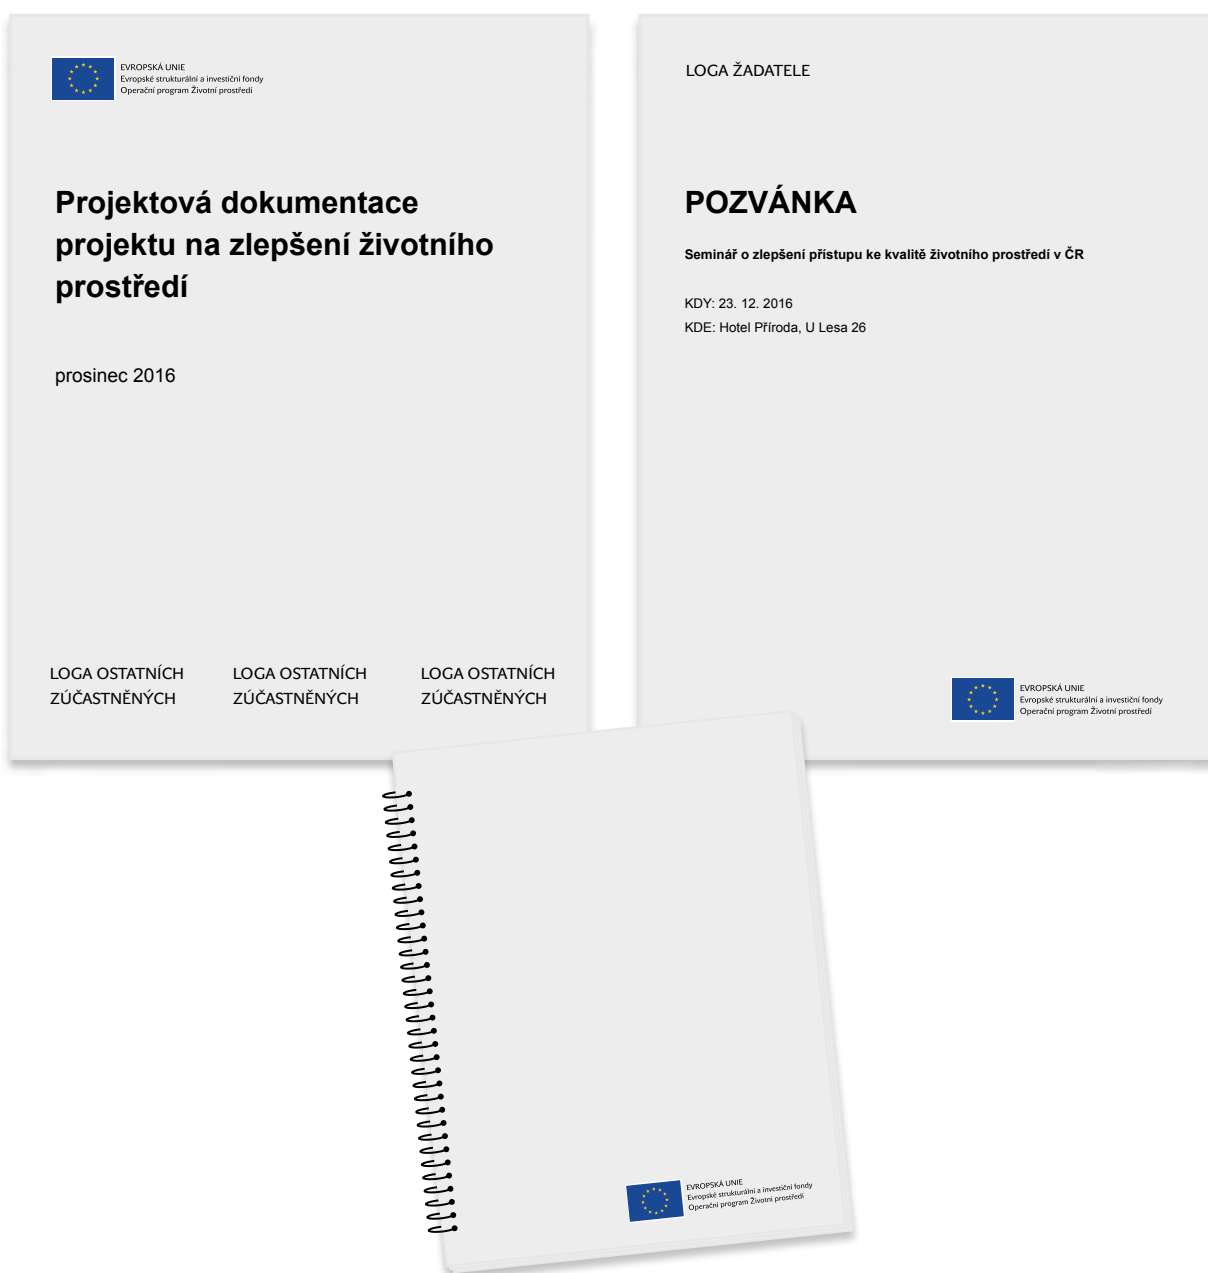 EVROPSKÁ UNIE
Evropské strukturální a investiční fondy
Operační program Životní prostředí
Projektová dokumentace
projektu na zlepšení životního
prostředí
prosinec 2016
LOGA OSTATNÍCH
ZÚČASTNĚNÝCH
LOGA OSTATNÍCH
ZÚČASTNĚNÝCH
LOGA OSTATNÍCH
ZÚČASTNĚNÝCH
LOGA ŽADATELE
POZVÁNKA
Seminář o zlepšení přístupu ke kvalitě životního prostředí v ČR
KDY: 23. 12. 2016
KDE: Hotel Příroda, U Lesa 26
EVROPSKÁ UNIE
Evropské strukturální a investiční fondy
Operační program Životní prostředí
EVROPSKÁ UNIE
Evropské strukturální a investiční fondy
Operační program Životní prostředí